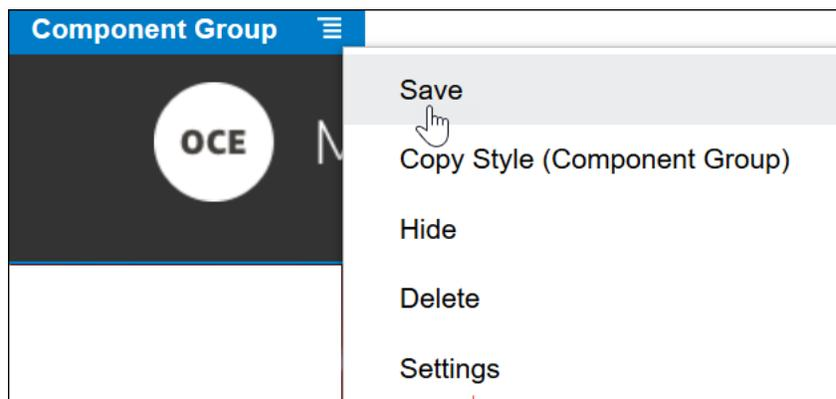 Component Group
Save
OCE
Copy Style (Component Group)
Hide
Delete
Settings